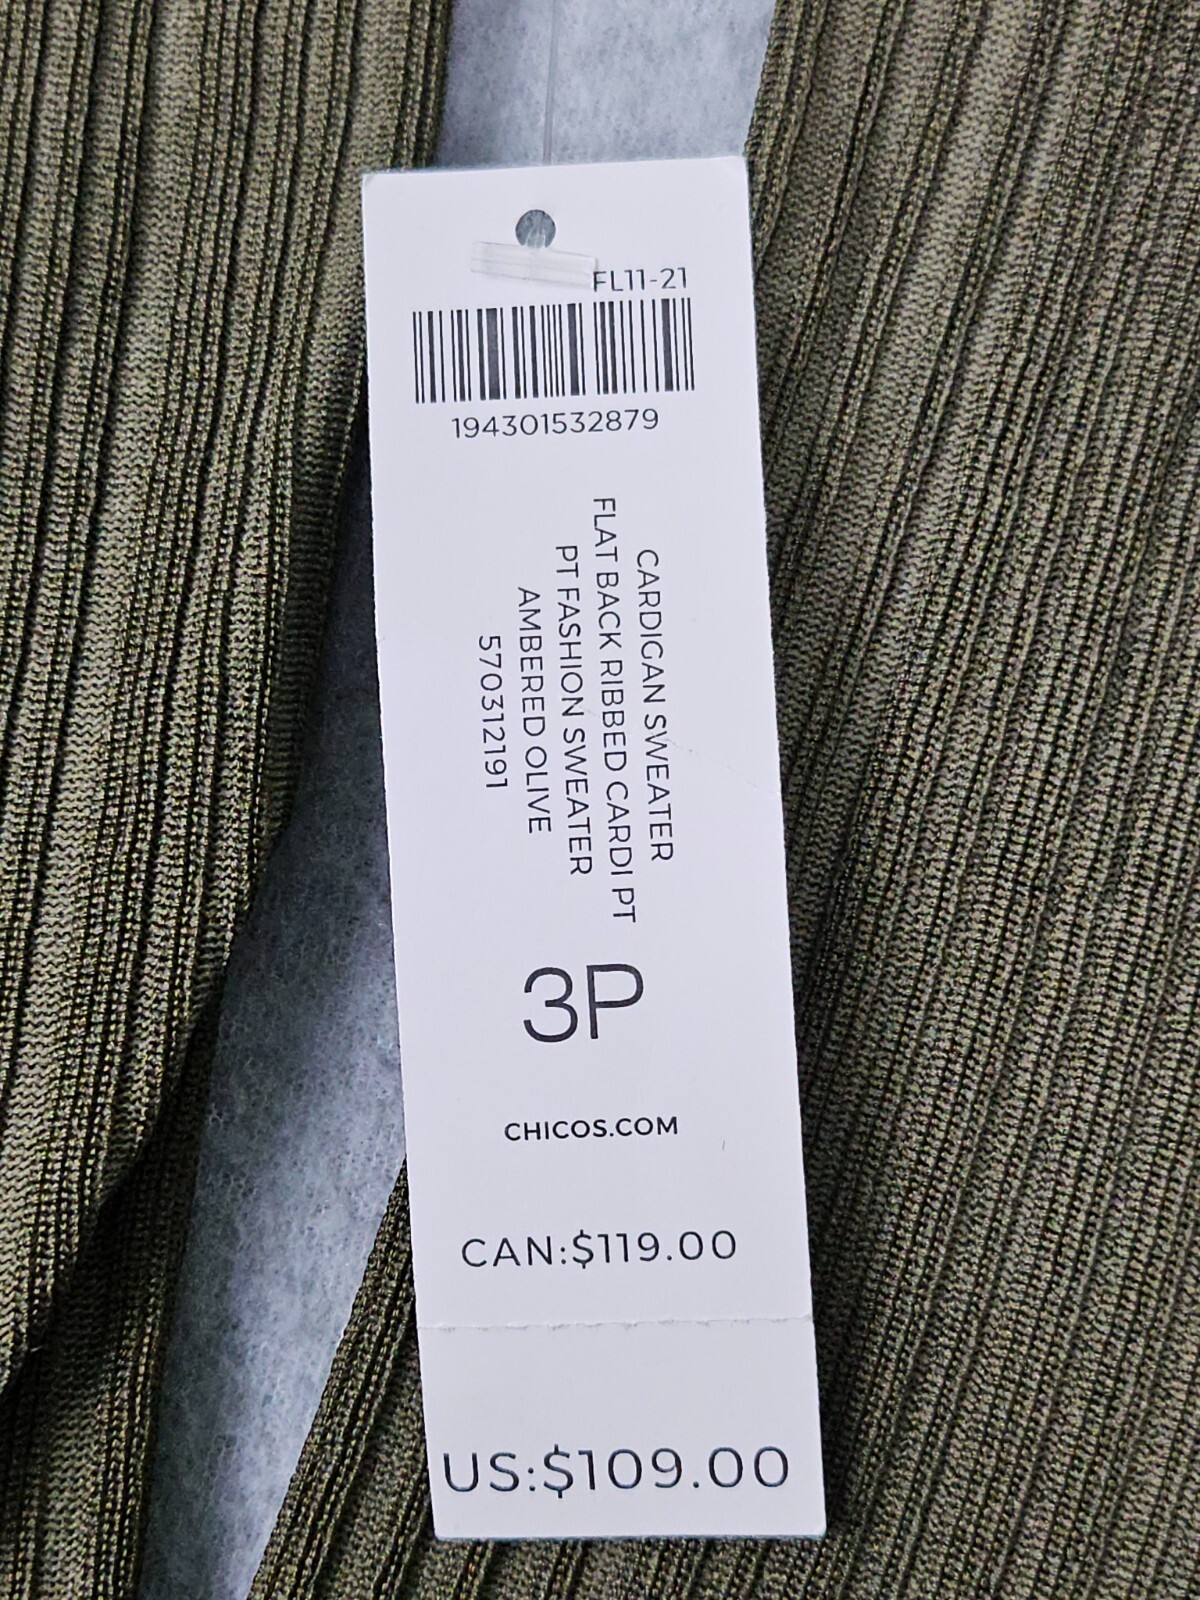 FL11-21
194301532879
CARDIGAN SWEATER
FLAT BACK RIBBED CARDI PT
PT FASHION SWEATER
AMBERED OLIVE
570312191
3P
CHICOS.COM
CAN:$119.00
US:$109.00